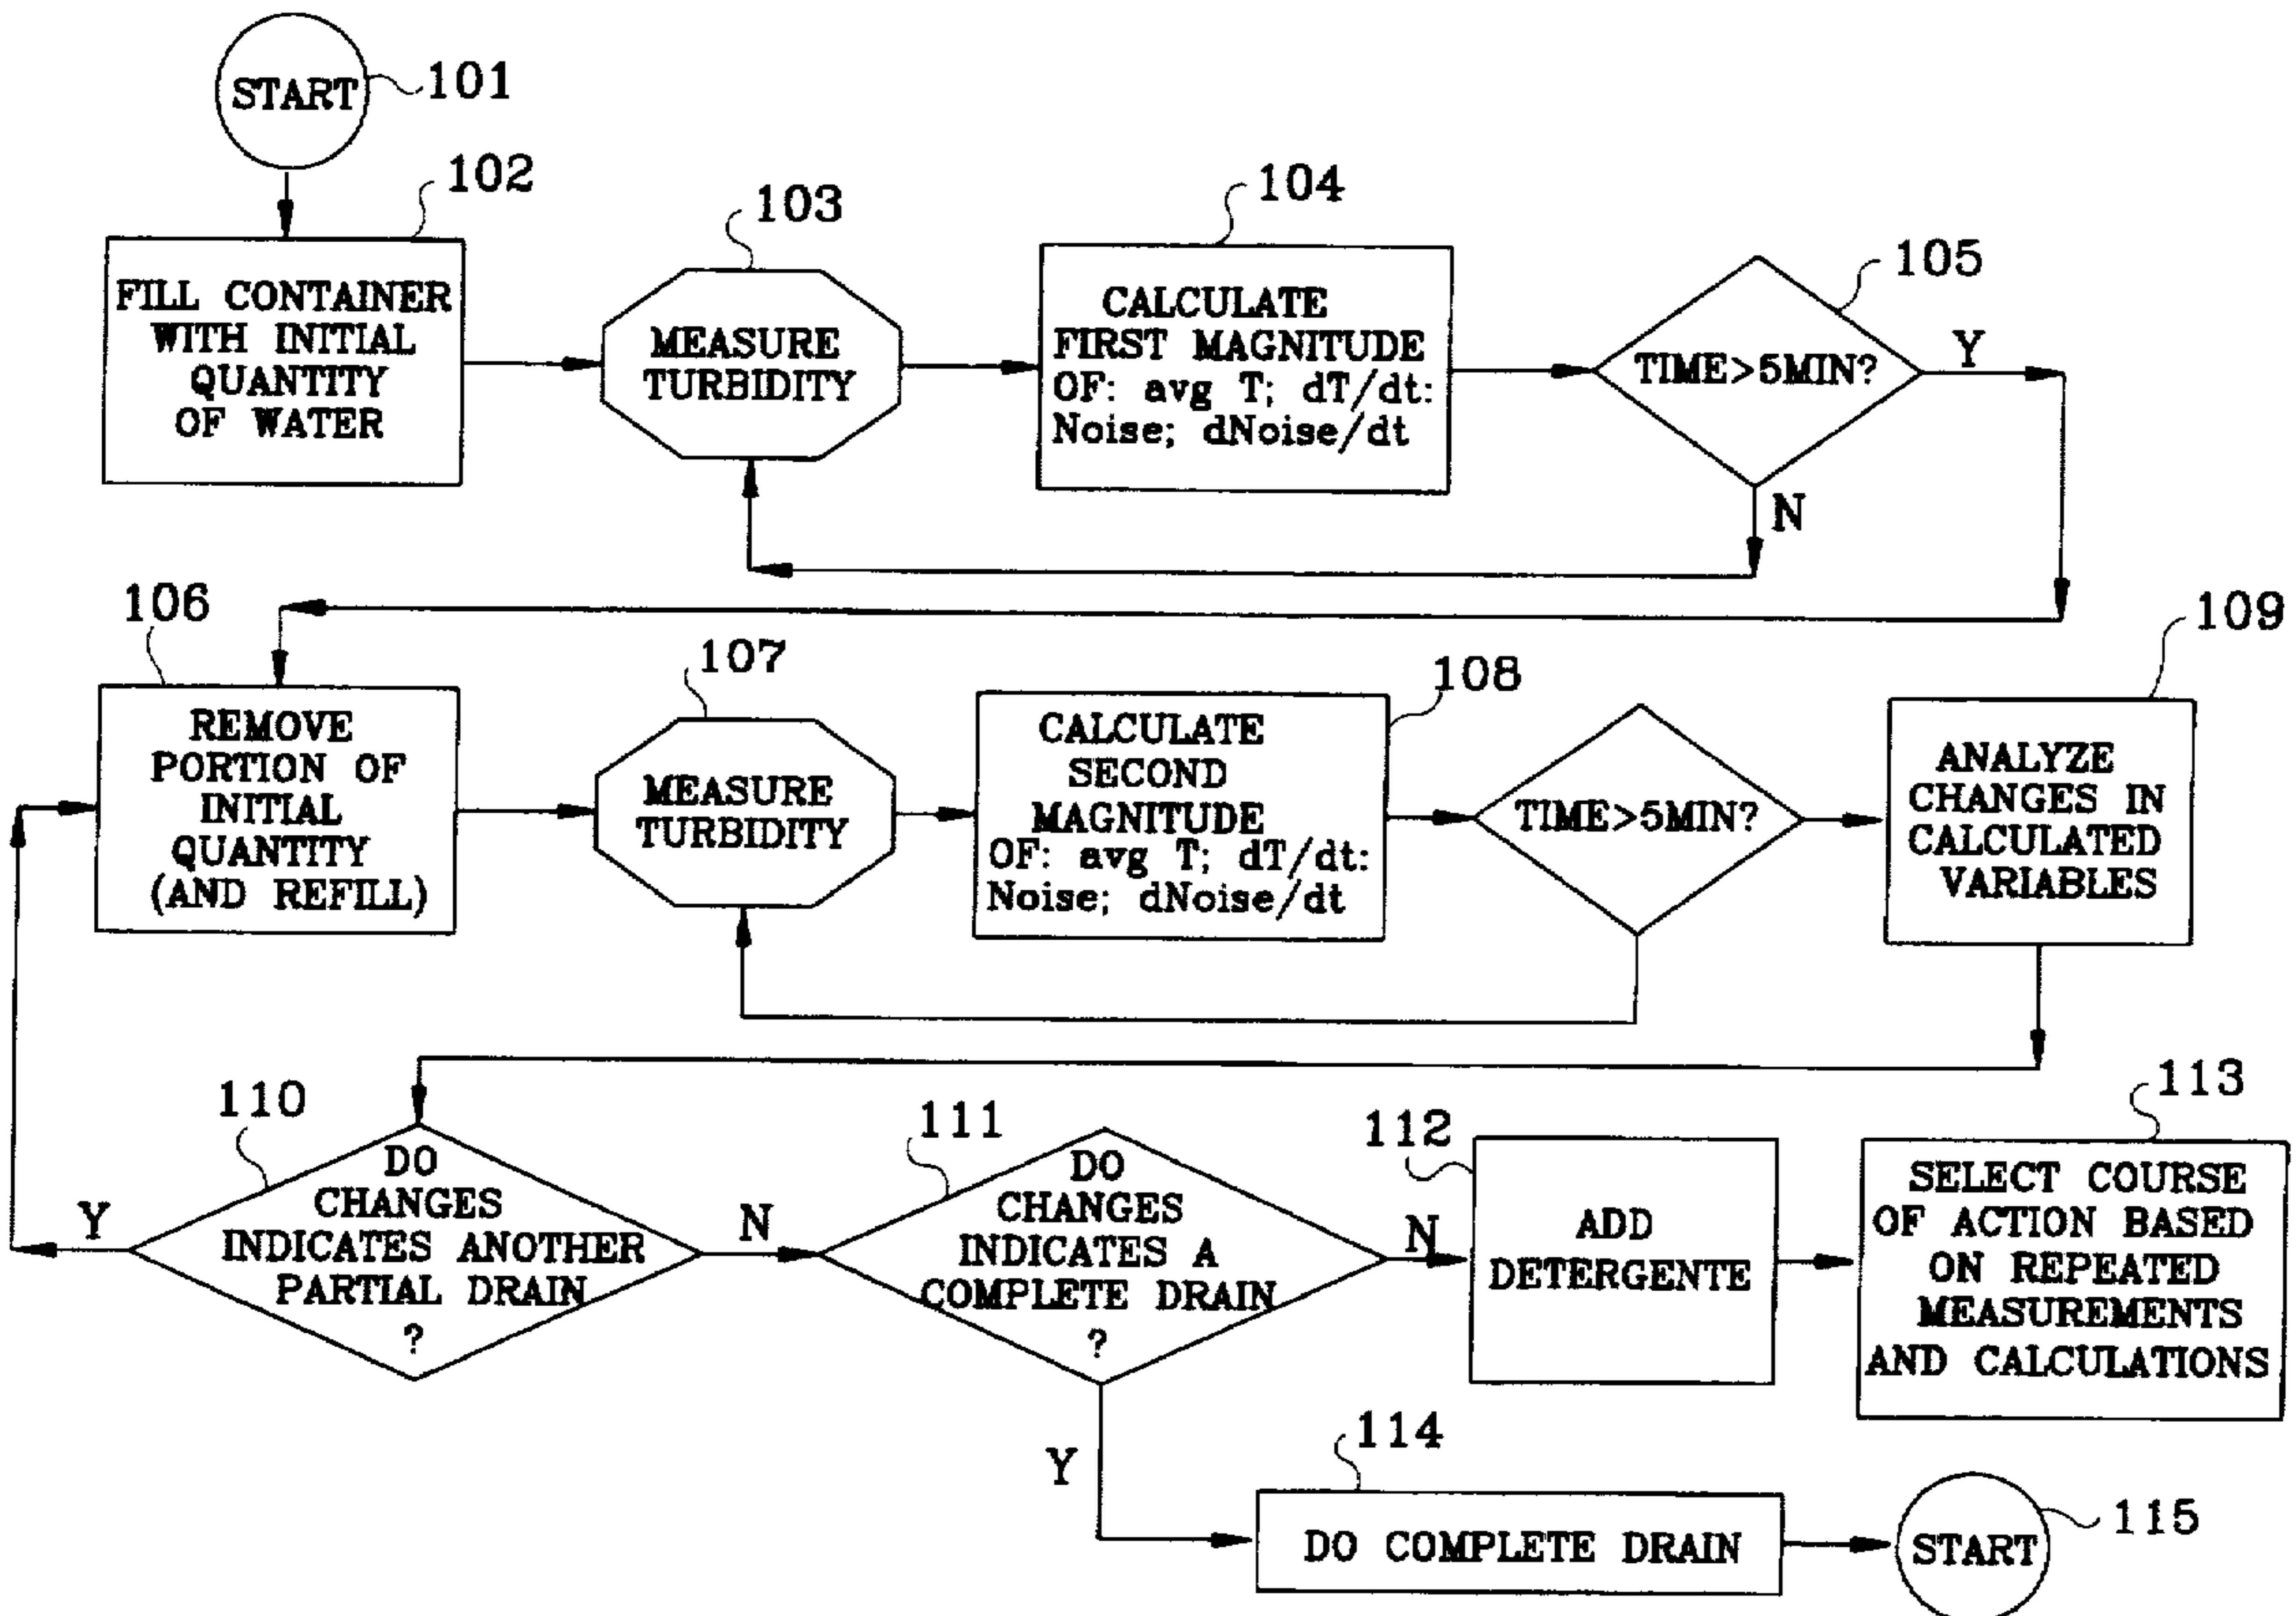 START
101
102
FILL CONTAINER
WITH INITIAL
QUANTITY
OF WATER
103
MEASURE
TURBIDITY
104
CALCULATE
FIRST MAGNITUDE
OF: avg T; dT/dt:
Noise; dNoise/dt
105
TIME>5MIN?
Y
N
106
REMOVE
PORTION OF
INITIAL
QUANTITY
(AND REFILL)
107
MEASURE
TURBIDITY
108
CALCULATE
SECOND
MAGNITUDE
OF: avg T; dT/dt:
Noise; dNoise/dt
TIME>5MIN?
109
ANALYZE
CHANGES IN
CALCULATED
VARIABLES
110
DO
CHANGES
INDICATES ANOTHER
PARTIAL DRAIN
?
Y
N
111
DO
CHANGES
INDICATES A
COMPLETE DRAIN
?
N
Y
112
ADD
DETERGENTE
113
SELECT COURSE
OF ACTION BASED
ON REPEATED
MEASUREMENTS
AND CALCULATIONS
114
DO COMPLETE DRAIN
START
115